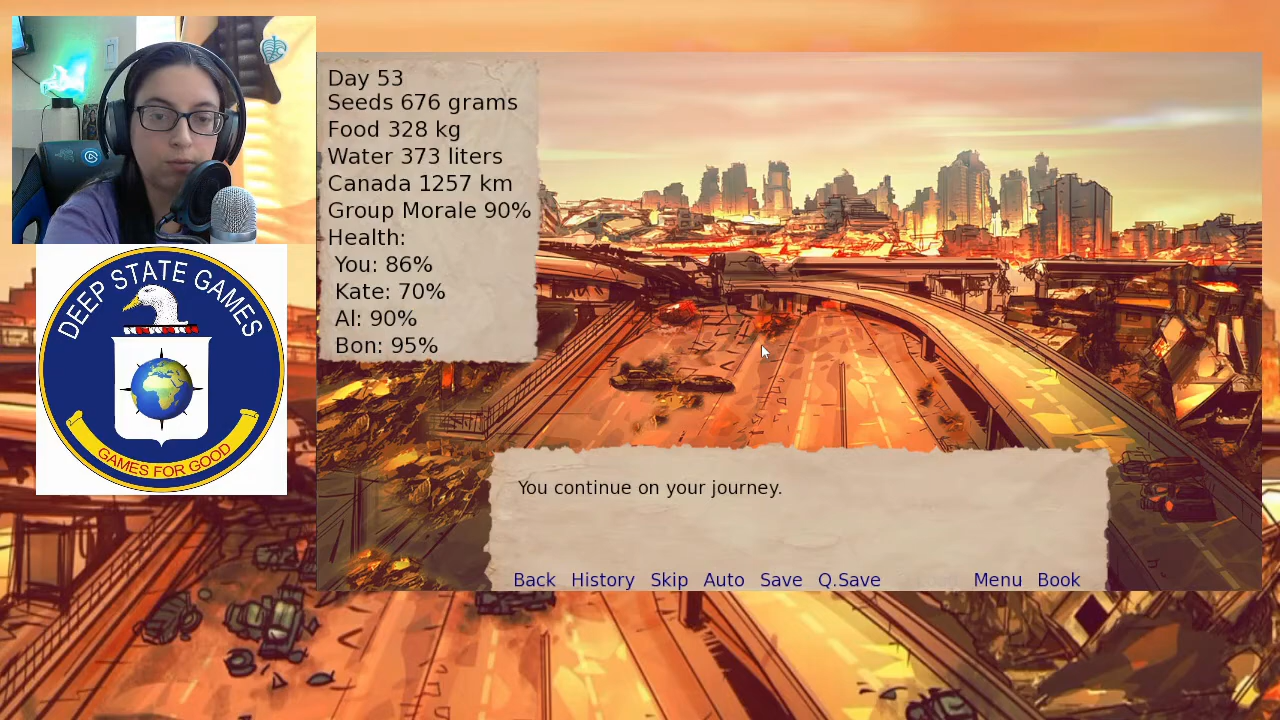 DEEP STATE GAMES
GAMES FOR GOOD
Day 53
Seeds 676 grams
Food 328 kg
Water 373 liters
Canada 1257 km
Group Morale 90%
Health:
You: 86%
Kate: 70%
Al: 90%
Bon: 95%
You continue on your journey.
Back History Skip Auto Save Q.Save Menu Book